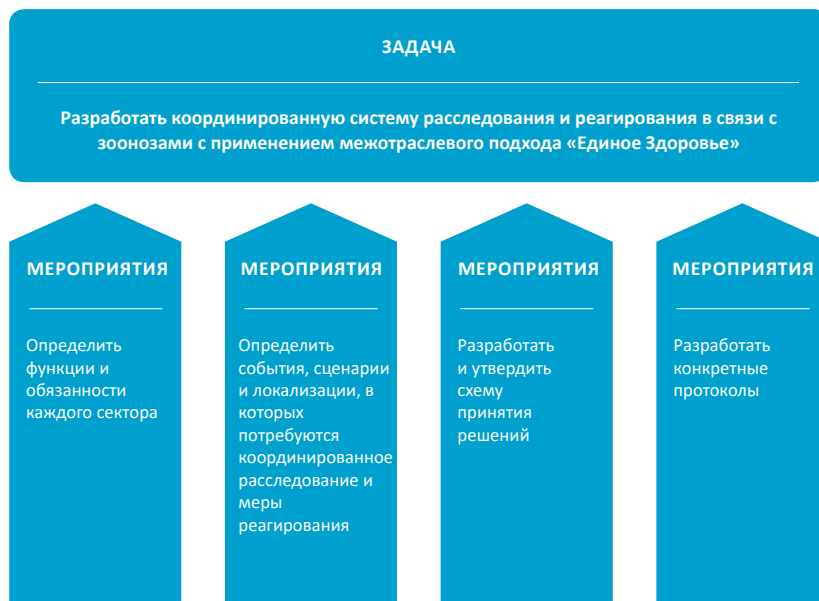 ЗАДАЧА
Разработать координированную систему расследования и реагирования в связи с
зоонозами с применением межотраслевого подхода «Единое Здоровье»
МЕРОПРИЯТИЯ
Определить
функции и
обязанности
каждого сектора
МЕРОПРИЯТИЯ
Определить
события, сценарии
и локализации, в
которых
потребуются
координированное
расследование и
меры
реагирования
МЕРОПРИЯТИЯ
Разработать
и утвердить
схему
принятия
решений
МЕРОПРИЯТИЯ
Разработать
конкретные
протоколы